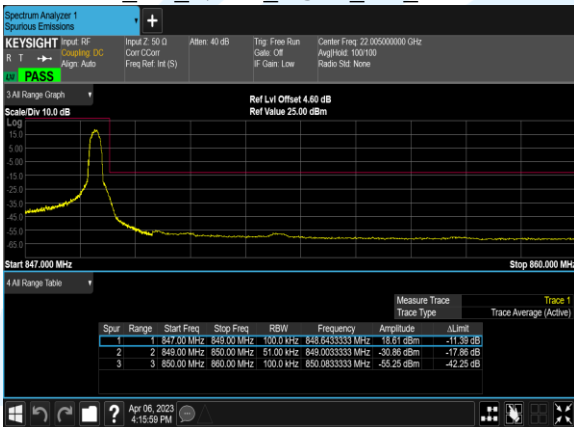 Spectrum Analyzer 1
Spurious Emissions
+
KEYSIGHT
R T
LW PASS
Input: RF
Coupling: DC
Align: Auto
Input Z: 50 Ω
Corr CCorr
Freq Ref: Int (S)
Atten: 40 dB
Trig: Free Run
Gate: Off
IF Gain: Low
Center Freq: 22.005000000 GHz
Avg|Hold: 100/100
Radio Std: None
3 All Range Graph
Scale/Div 10.0 dB
Ref Lvl Offset 4.60 dB
Ref Value 25.00 dBm
Log
15.0
5.00
-5.00
-15.0
-25.0
-35.0
-45.0
-55.0
-65.0
Start 847.000 MHz
Stop 860.000 MHz
4 All Range Table
Measure Trace Trace 1
Trace Type Trace Average (Active)
Spur Range Start Freq Stop Freq RBW Frequency Amplitude ΔLimit
1 1 847.00 MHz 849.00 MHz 100.0 kHz 848.6433333 MHz 18.61 dBm -11.39 dB
2 2 849.00 MHz 850.00 MHz 51.00 kHz 849.0033333 MHz -30.86 dBm -17.86 dB
3 3 850.00 MHz 860.00 MHz 100.0 kHz 850.0833333 MHz -55.25 dBm -42.25 dB
?
Apr 06, 2023
4:15:59 PM